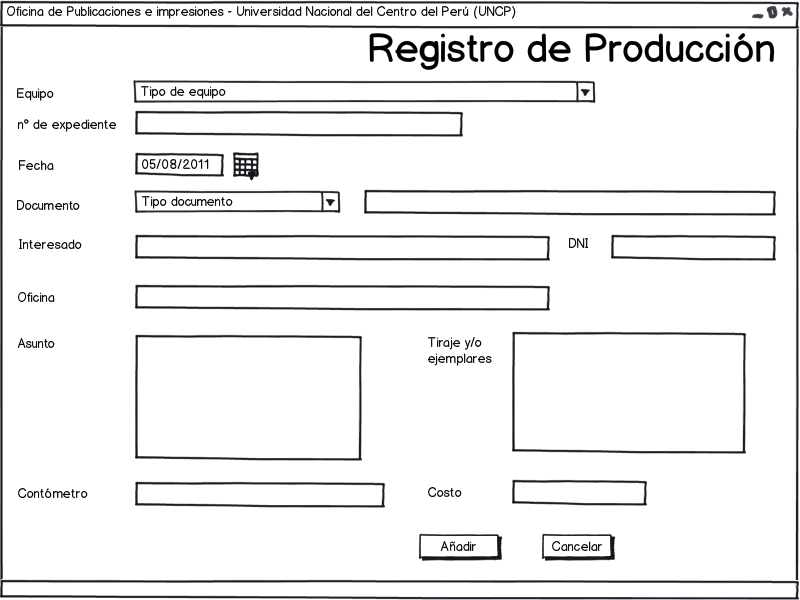 Oficina de Publicaciones e impresiones - Universidad Nacional del Centro del Perú (UNCP)
Registro de Producción
Equipo Tipo de equipo
nº de expediente
Fecha 05/08/2011
Documento Tipo documento
Interesado DNI
Oficina
Asunto Tiraje y/o
ejemplares
Contómetro Costo
Añadir Cancelar